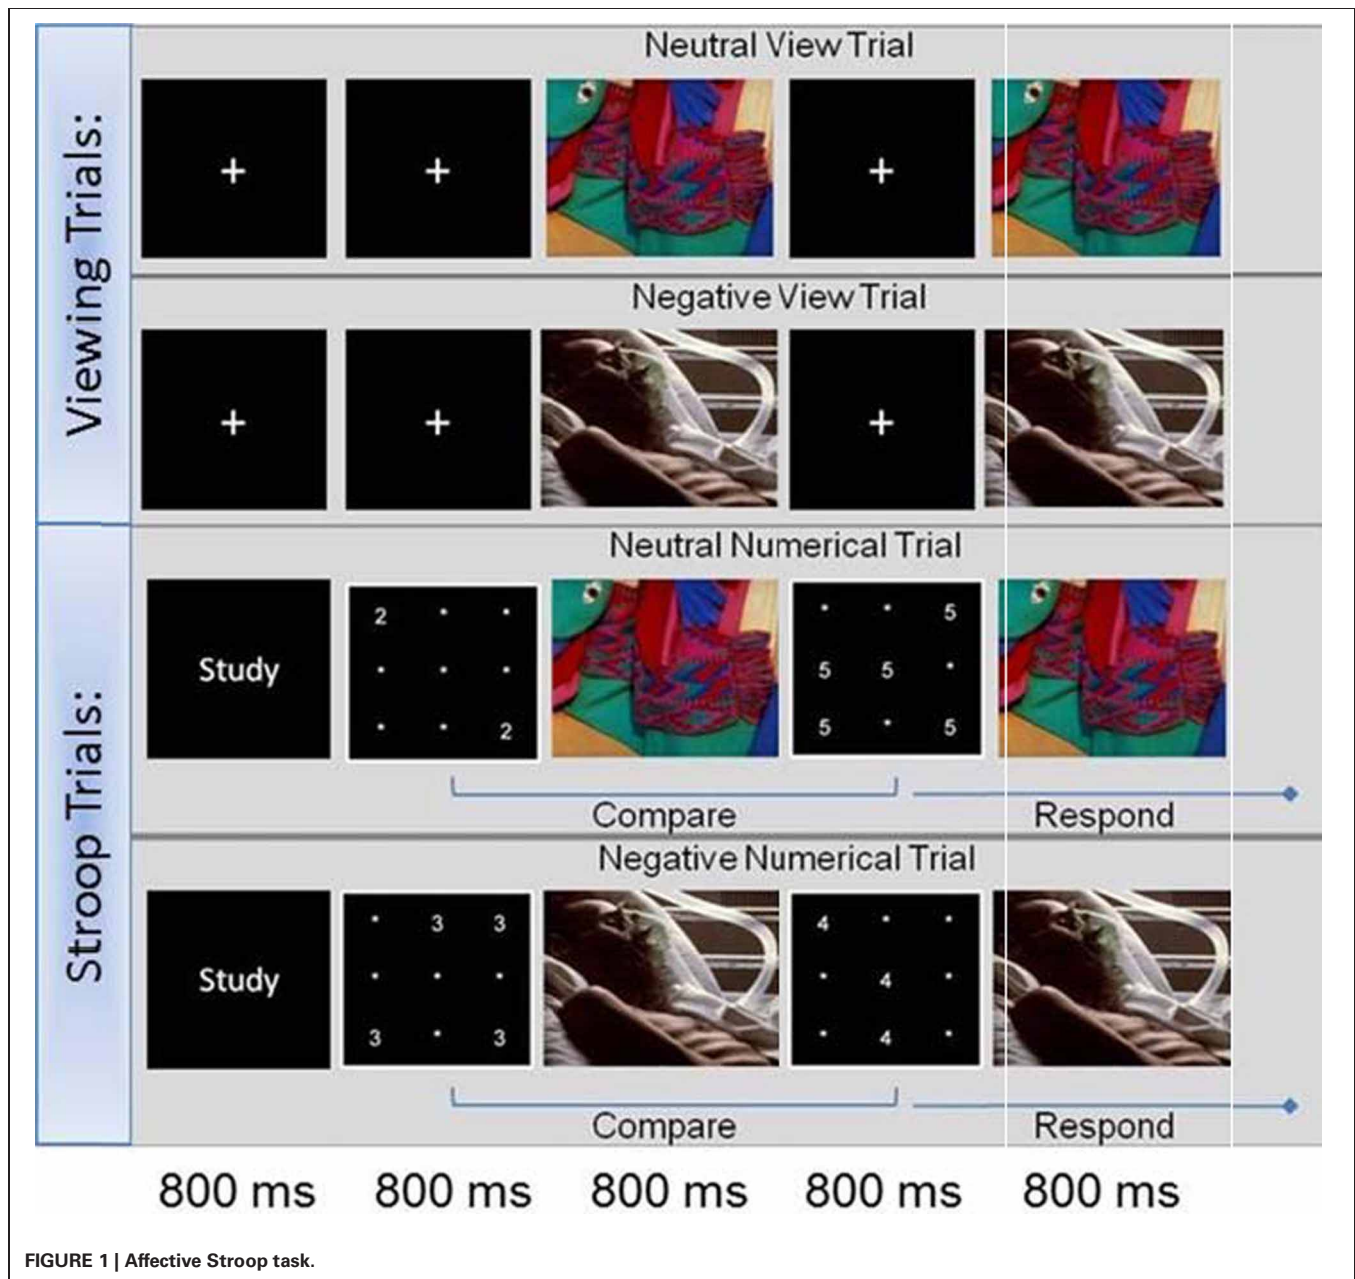 Viewing Trials:
Neutral View Trial
+ + +
Negative View Trial
+ + +
Stroop Trials:
Neutral Numerical Trial
Study
2 * *
* * *
* * 2
* * 5
5 5 *
5 * 5
Compare Respond
Negative Numerical Trial
Study
* 3 3
* * *
3 * 3
4 * *
* 4 *
* 4 *
Compare Respond
800 ms 800 ms 800 ms 800 ms 800 ms
FIGURE 1 | Affective Stroop task.